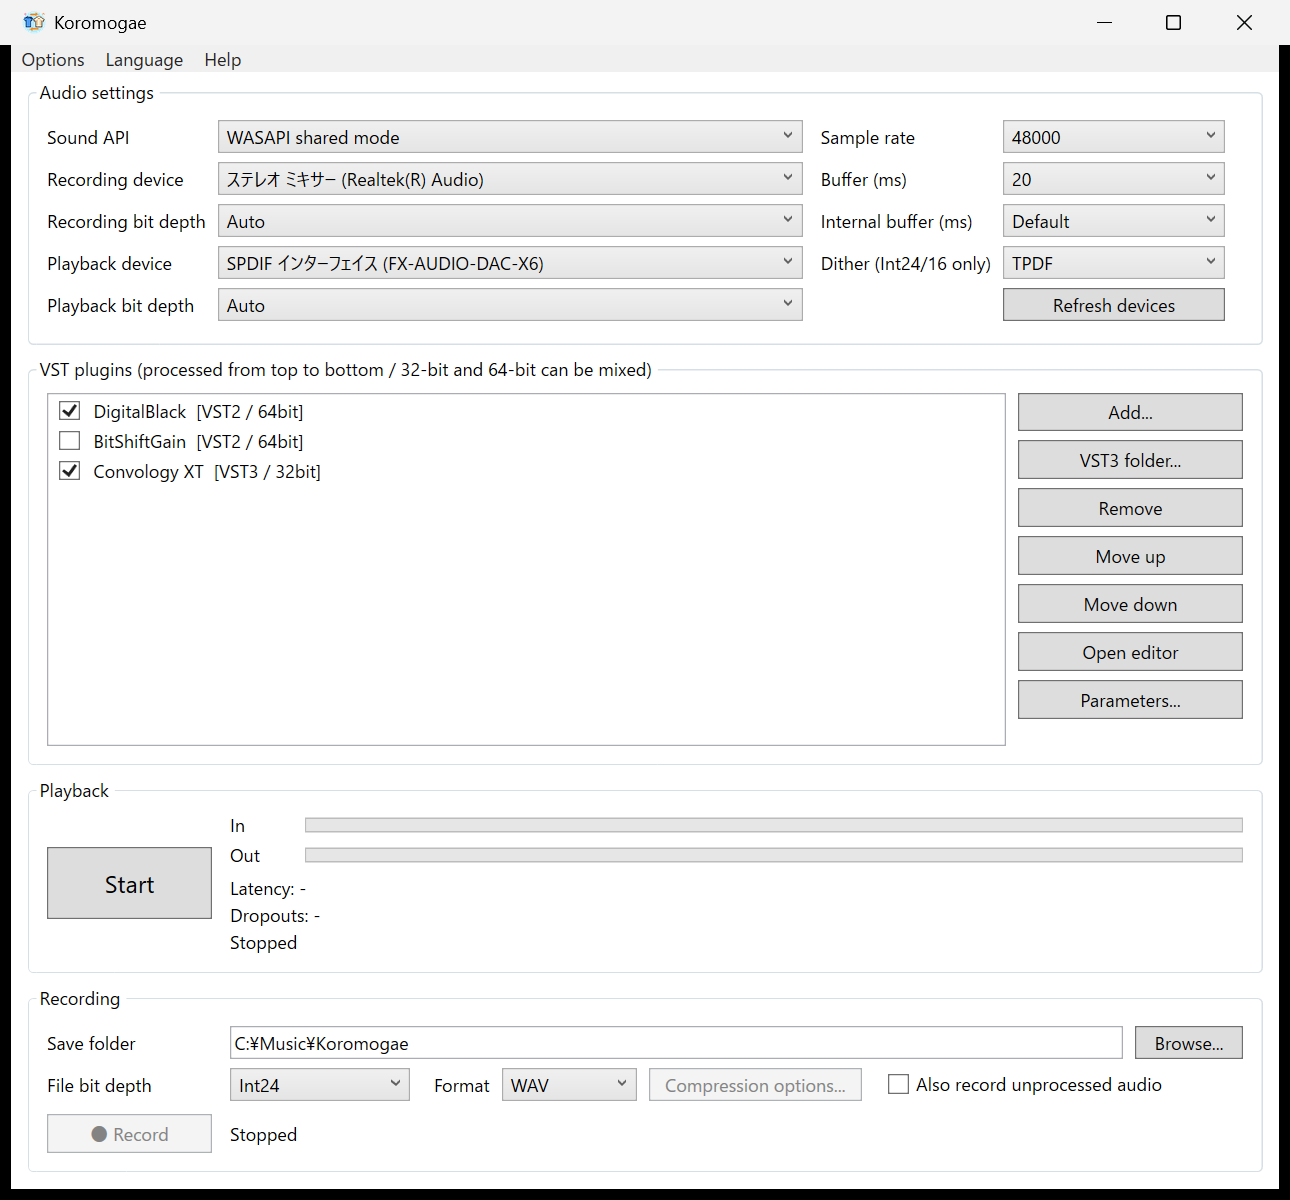 Koromogae
Options Language Help
Audio settings
Sound API WASAPI shared mode Sample rate 48000
Recording device ステレオ ミキサー (Realtek(R) Audio) Buffer (ms) 20
Recording bit depth Auto Internal buffer (ms) Default
Playback device SPDIF インターフェイス (FX-AUDIO-DAC-X6) Dither (Int24/16 only) TPDF
Playback bit depth Auto Refresh devices
VST plugins (processed from top to bottom / 32-bit and 64-bit can be mixed)
DigitalBlack [VST2 / 64bit]
BitShiftGain [VST2 / 64bit]
Convology XT [VST3 / 32bit]
Add...
VST3 folder...
Remove
Move up
Move down
Open editor
Parameters...
Playback
Start
In
Out
Latency: -
Dropouts: -
Stopped
Recording
Save folder C:¥Music¥Koromogae Browse...
File bit depth Int24 Format WAV Compression options... Also record unprocessed audio
Record Stopped